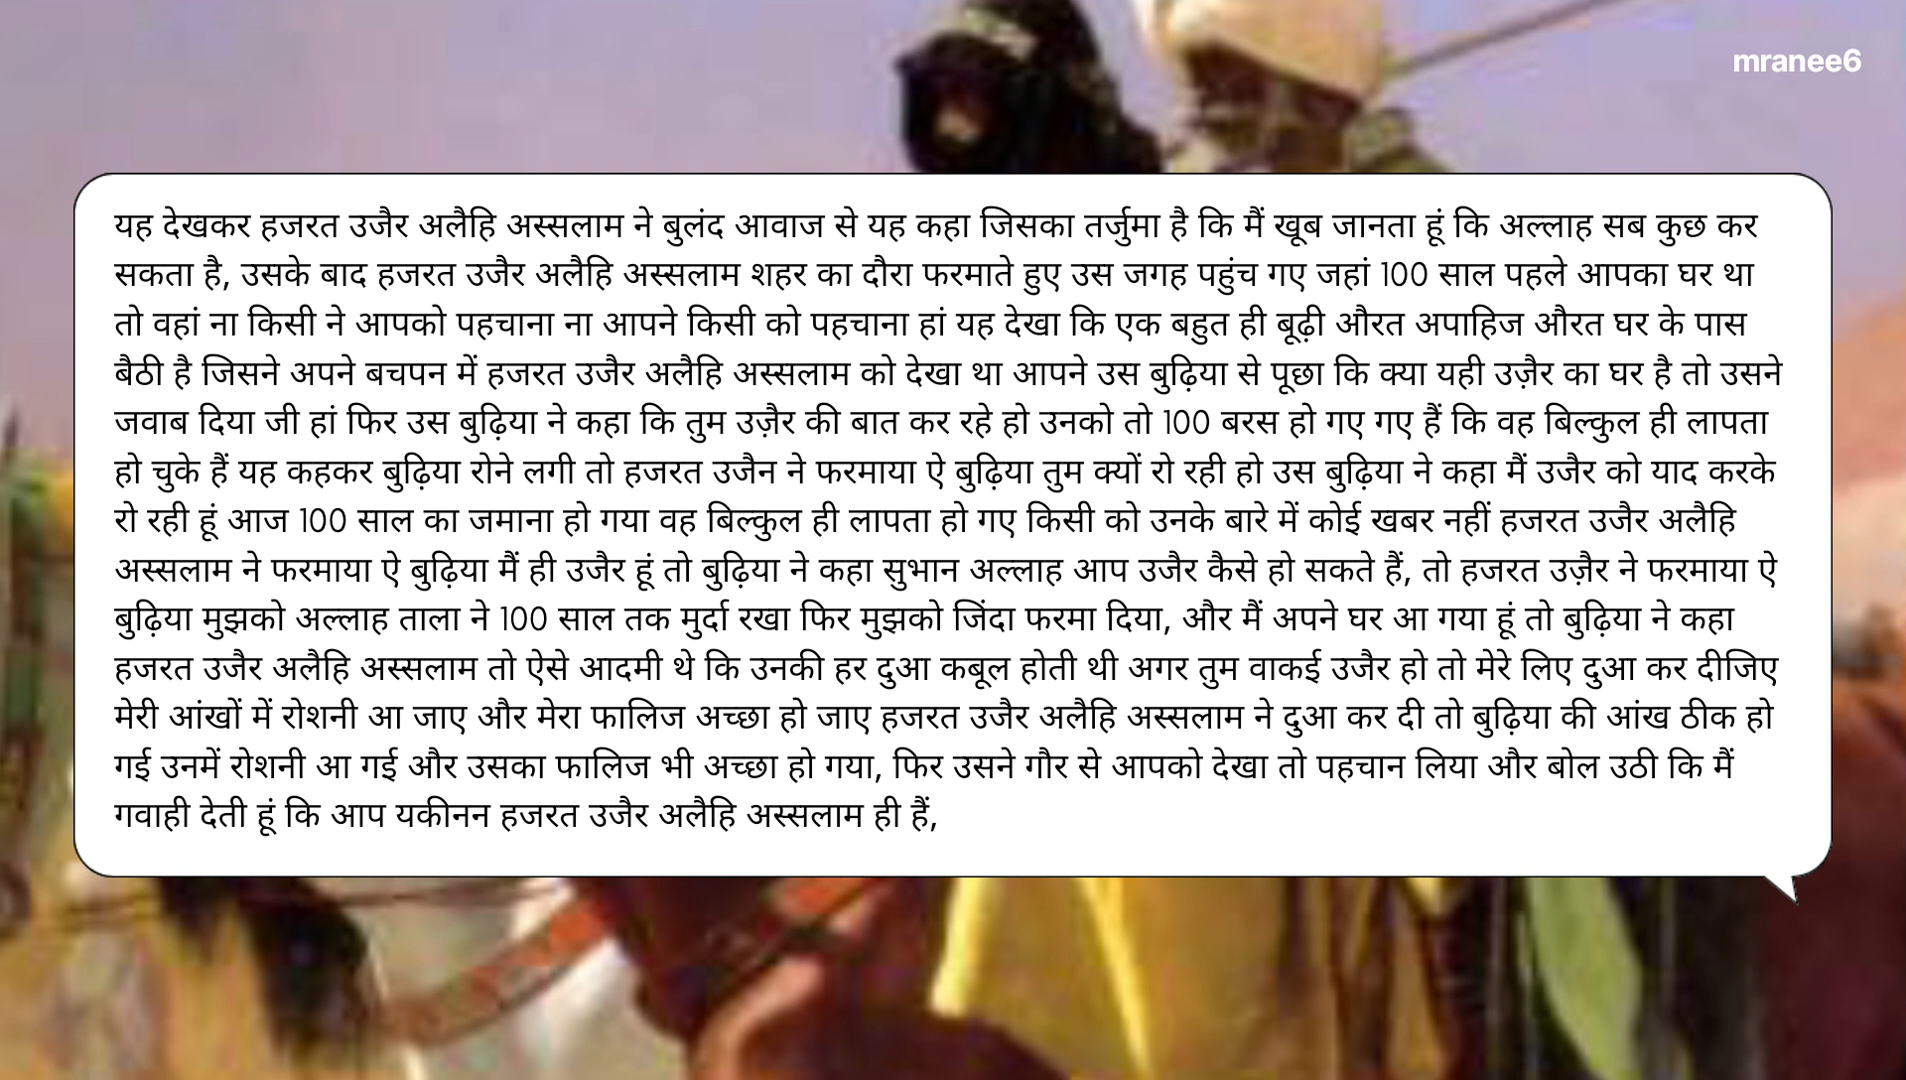 mranee6
यह देखकर हजरत उजैर अलैहि अस्सलाम ने बुलंद आवाज से यह कहा जिसका तर्जुमा है कि मैं खूब जानता हूं कि अल्लाह सब कुछ कर
सकता है, उसके बाद हजरत उजैर अलैहि अस्सलाम शहर का दौरा फरमाते हुए उस जगह पहुंच गए जहां 100 साल पहले आपका घर था
तो वहां ना किसी ने आपको पहचाना ना आपने किसी को पहचाना हां यह देखा कि एक बहुत ही बूढ़ी औरत अपाहिज औरत घर के पास
बैठी है जिसने अपने बचपन में हजरत उजैर अलैहि अस्सलाम को देखा था आपने उस बुढ़िया से पूछा कि क्या यही उज़ैर का घर है तो उसने
जवाब दिया जी हां फिर उस बुढ़िया ने कहा कि तुम उज़ैर की बात कर रहे हो उनको तो 100 बरस हो गए गए हैं कि वह बिल्कुल ही लापता
हो चुके हैं यह कहकर बुढ़िया रोने लगी तो हजरत उजैन ने फरमाया ऐ बुढ़िया तुम क्यों रो रही हो उस बुढ़िया ने कहा मैं उजैर को याद करके
रो रही हूं आज 100 साल का जमाना हो गया वह बिल्कुल ही लापता हो गए किसी को उनके बारे में कोई खबर नहीं हजरत उजैर अलैहि
अस्सलाम ने फरमाया ऐ बुढ़िया मैं ही उजैर हूं तो बुढ़िया ने कहा सुभान अल्लाह आप उजैर कैसे हो सकते हैं, तो हजरत उज़ैर ने फरमाया ऐ
बुढ़िया मुझको अल्लाह ताला ने 100 साल तक मुर्दा रखा फिर मुझको जिंदा फरमा दिया, और मैं अपने घर आ गया हूं तो बुढ़िया ने कहा
हजरत उजैर अलैहि अस्सलाम तो ऐसे आदमी थे कि उनकी हर दुआ कबूल होती थी अगर तुम वाकई उजैर हो तो मेरे लिए दुआ कर दीजिए
मेरी आंखों में रोशनी आ जाए और मेरा फालिज अच्छा हो जाए हजरत उजैर अलैहि अस्सलाम ने दुआ कर दी तो बुढ़िया की आंख ठीक हो
गई उनमें रोशनी आ गई और उसका फालिज भी अच्छा हो गया, फिर उसने गौर से आपको देखा तो पहचान लिया और बोल उठी कि मैं
गवाही देती हूं कि आप यकीनन हजरत उजैर अलैहि अस्सलाम ही हैं,